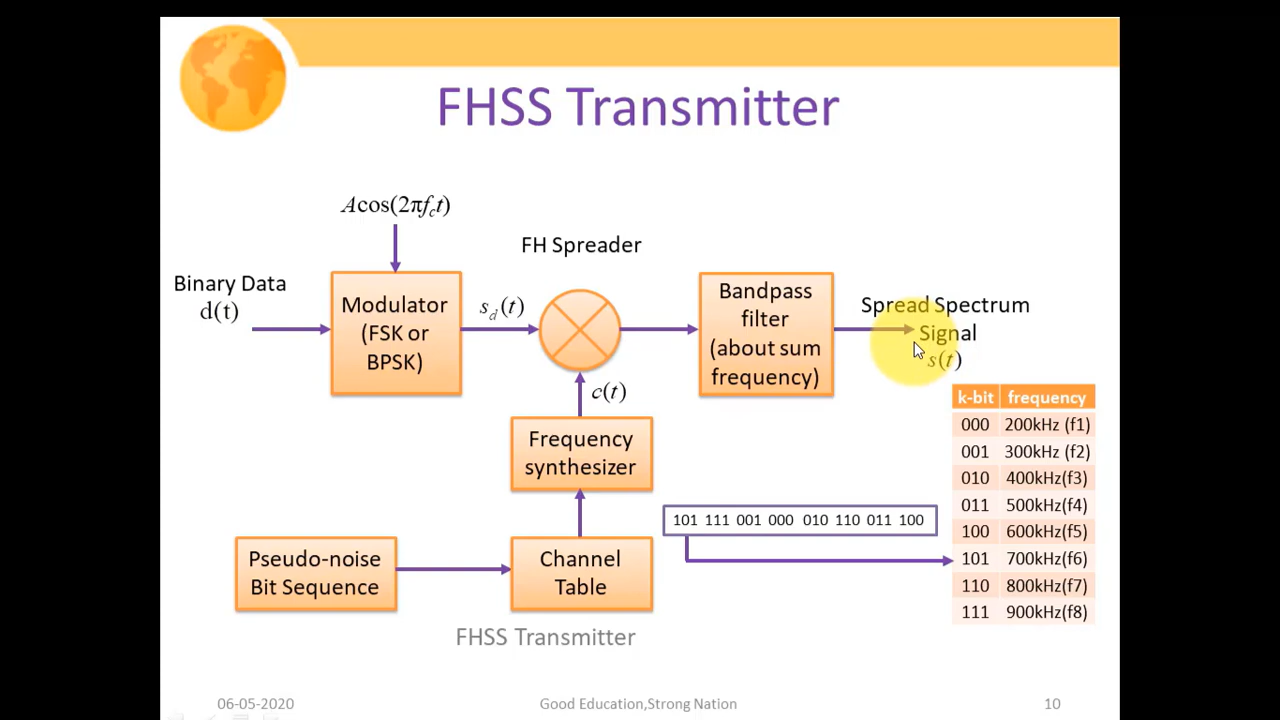 FHSS Transmitter
Acos(2πf_ct)
FH Spreader
Binary Data
d(t)
Modulator
(FSK or
BPSK)
s_d(t)
Bandpass
filter
(about sum
frequency)
Spread Spectrum
Signal
s(t)
c(t)
Frequency
synthesizer
k-bit frequency
000 200kHz (f1)
001 300kHz (f2)
010 400kHz(f3)
011 500kHz(f4)
100 600kHz(f5)
101 700kHz(f6)
110 800kHz(f7)
111 900kHz(f8)
101 111 001 000 010 110 011 100
Pseudo-noise
Bit Sequence
Channel
Table
FHSS Transmitter
06-05-2020
Good Education,Strong Nation
10